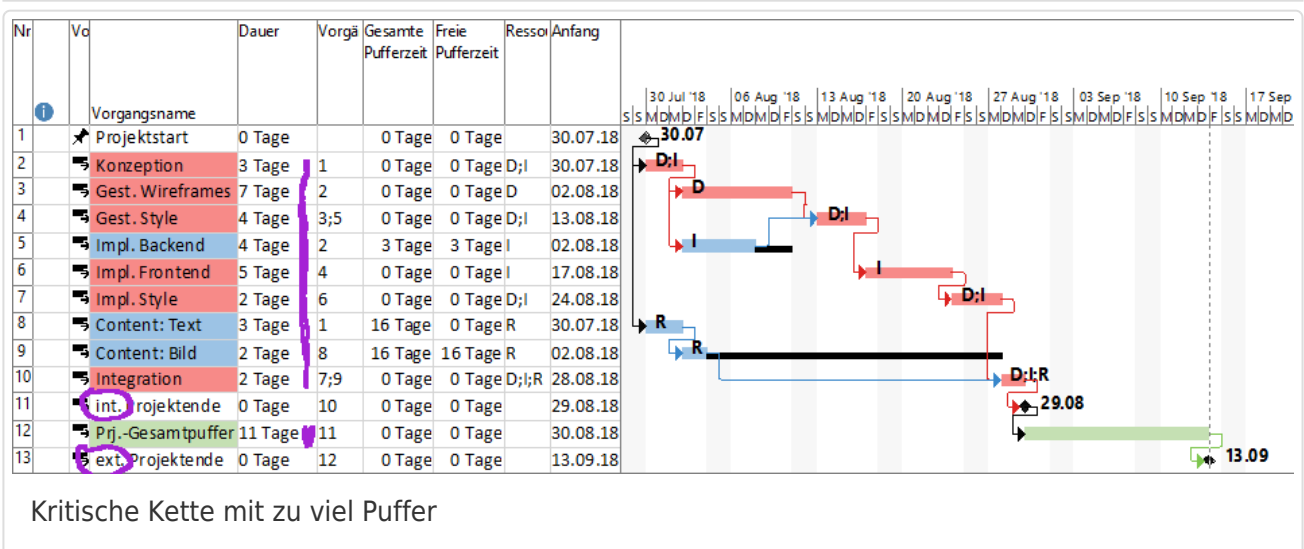 Nr Vo Dauer Vorgä Gesamte Freie Ressou Anfang
Pufferzeit Pufferzeit
30 Jul '18 06 Aug '18 13 Aug '18 20 Aug '18 27 Aug '18 03 Sep '18 10 Sep '18 17 Sep
i Vorgangsname S S M D M D F S S M D M D F S S M D M D F S S M D M D F S S M D M D F S S M D M D F S S M D M D F S S M D M D
1 Projektstart 0 Tage 0 Tage 0 Tage 30.07.18 30.07
2 Konzeption 3 Tage 1 0 Tage 0 Tage D;I 30.07.18 D;I
3 Gest. Wireframes 7 Tage 2 0 Tage 0 Tage D 02.08.18 D
4 Gest. Style 4 Tage 3;5 0 Tage 0 Tage D;I 13.08.18 D;I
5 Impl. Backend 4 Tage 2 3 Tage 3 Tage I 02.08.18 I
6 Impl. Frontend 5 Tage 4 0 Tage 0 Tage I 17.08.18 I
7 Impl. Style 2 Tage 6 0 Tage 0 Tage D;I 24.08.18 D;I
8 Content: Text 3 Tage 1 16 Tage 0 Tage R 30.07.18 R
9 Content: Bild 2 Tage 8 16 Tage 16 Tage R 02.08.18 R
10 Integration 2 Tage 7;9 0 Tage 0 Tage D;I;R 28.08.18 D;I;R
11 int. Projektende 0 Tage 10 0 Tage 0 Tage 29.08.18 29.08
12 Prj.-Gesamtpuffer 11 Tage 11 0 Tage 0 Tage 30.08.18
13 ext. Projektende 0 Tage 12 0 Tage 0 Tage 13.09.18 13.09
Kritische Kette mit zu viel Puffer